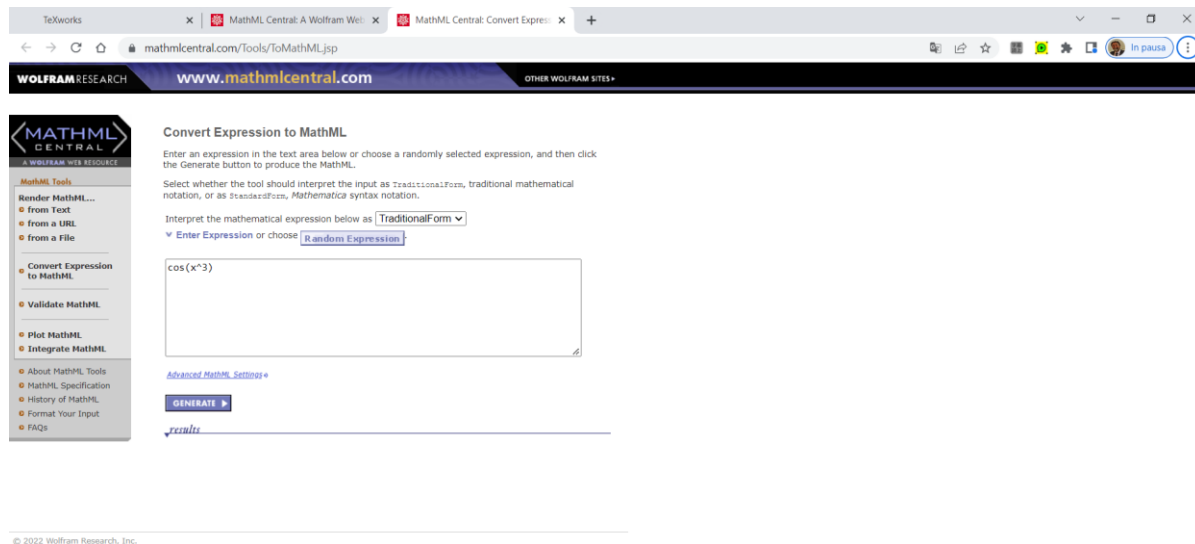 TeXworks
MathML Central: A Wolfram Web
MathML Central: Convert Express
mathmlcentral.com/Tools/ToMathML.jsp
In pausa
WOLFRAMRESEARCH
www.mathmlcentral.com
OTHER WOLFRAM SITES
MATHML
CENTRAL
A WOLFRAM WEB RESOURCE
MathML Tools
Render MathML...
from Text
from a URL
from a File
Convert Expression
to MathML
Validate MathML
Plot MathML
Integrate MathML
About MathML Tools
MathML Specification
History of MathML
Format Your Input
FAQs
Convert Expression to MathML
Enter an expression in the text area below or choose a randomly selected expression, and then click
the Generate button to produce the MathML.
Select whether the tool should interpret the input as TraditionalForm, traditional mathematical
notation, or as StandardForm, Mathematica syntax notation.
Interpret the mathematical expression below as TraditionalForm
Enter Expression or choose Random Expression.
cos(x^3)
Advanced MathML Settings
GENERATE
results
© 2022 Wolfram Research, Inc.